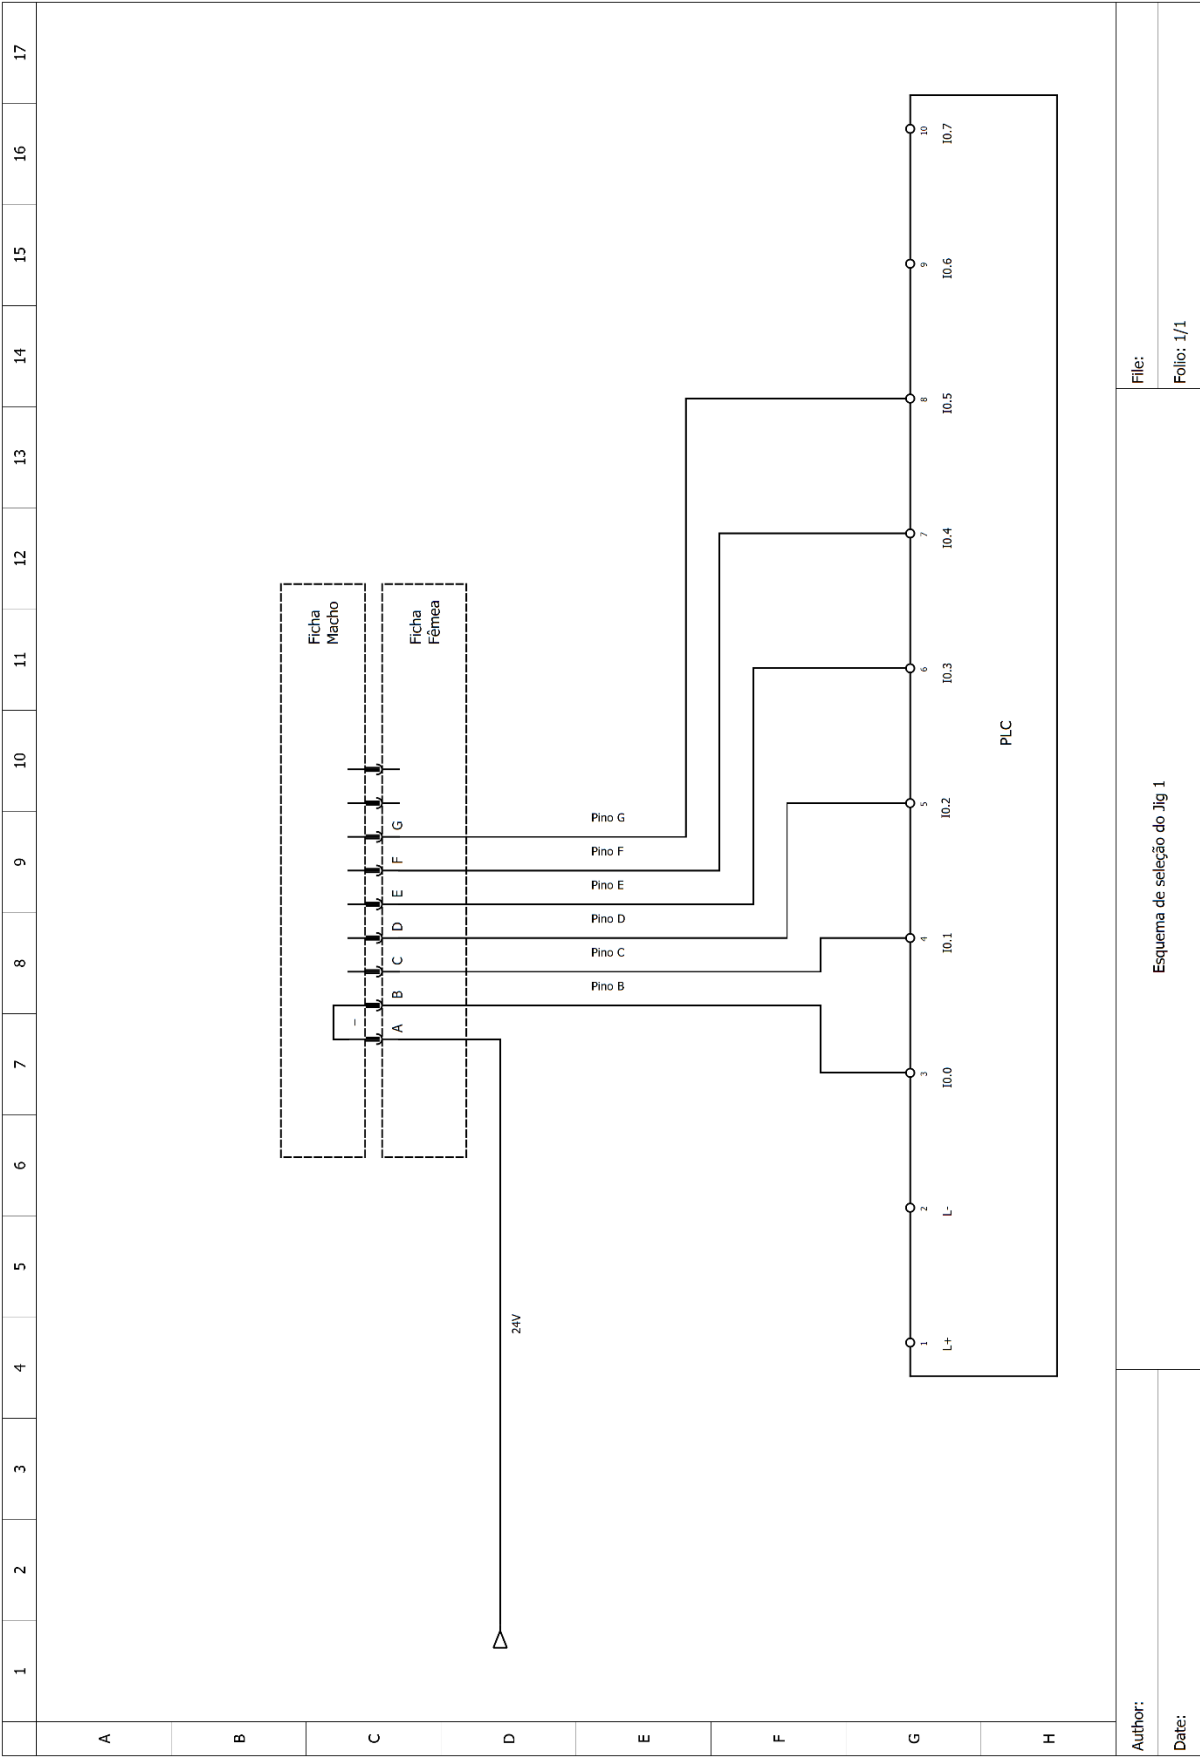 1 2 3 4 5 6 7 8 9 10 11 12 13 14 15 16 17
A
B
C
D
E
F
G
H
Ficha
Macho
Ficha
Fêmea
A B C D E F G
24V
Pino G
Pino F
Pino E
Pino D
Pino C
Pino B
1 2 3 4 5 6 7 8 9 10
L+ L- I0.0 I0.1 I0.2 I0.3 I0.4 I0.5 I0.6 I0.7
PLC
Author:
Date:
Esquema de seleção do Jig 1
File:
Folio: 1/1